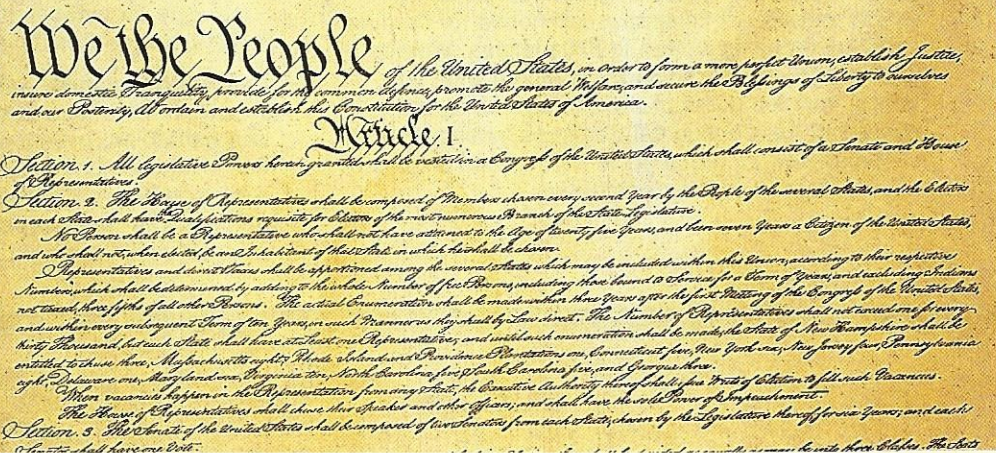 We the People of the United States, in order to form a more perfect Union, establish Justice,
insure domestic Tranquility, provide for the common defence, promote the general Welfare, and secure the Blessings of Liberty to ourselves
and our Posterity, do ordain and establish this Constitution for the United States of America.
Article I.
Section. 1. All legislative Powers herein granted shall be vested in a Congress of the United States, which shall consist of a Senate and House
of Representatives.
Section. 2. The House of Representatives shall be composed of Members chosen every second Year by the People of the several States, and the Electors
in each State shall have Qualifications requisite for Electors of the most numerous Branch of the State Legislature.
No Person shall be a Representative who shall not have attained to the Age of twenty five Years, and been seven Years a Citizen of the United States,
and who shall not, when elected, be an Inhabitant of that State in which he shall be chosen.
Representatives and direct Taxes shall be apportioned among the several States which may be included within this Union, according to their respective
Numbers, which shall be determined by adding to the whole Number of free Persons, including those bound to Service for a Term of Years, and excluding Indians
not taxed, three fifths of all other Persons. The actual Enumeration shall be made within three Years after the first Meeting of the Congress of the United States,
and within every subsequent Term of ten Years, in such Manner as they shall by Law direct. The Number of Representatives shall not exceed one for every
thirty Thousand, but each State shall have at least one Representative; and until such enumeration shall be made, the State of New Hampshire shall be
entitled to chuse three, Massachusetts eight, Rhode Island and Providence Plantations one, Connecticut five, New York six, New Jersey four, Pennsylvania
eight, Delaware one, Maryland six, Virginia ten, North Carolina five, South Carolina five, and Georgia three.
When vacancies happen in the Representation from any State, the Executive Authority thereof shall issue Writs of Election to fill such Vacancies.
The House of Representatives shall chuse their Speaker and other Officers; and shall have the sole Power of Impeachment.
Section. 3. The Senate of the United States shall be composed of two Senators from each State, chosen by the Legislature thereof, for six Years; and each
Senator shall have one Vote.
be into three Classes. The Seats